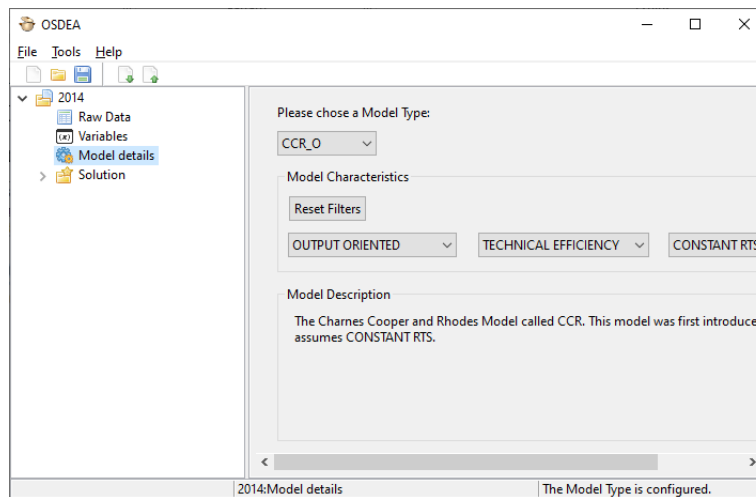 OSDEA
File Tools Help
2014
Raw Data
(x) Variables
Model details
Solution
Please chose a Model Type:
CCR_O
Model Characteristics
Reset Filters
OUTPUT ORIENTED TECHNICAL EFFICIENCY CONSTANT RTS
Model Description
The Charnes Cooper and Rhodes Model called CCR. This model was first introduce
assumes CONSTANT RTS.
2014:Model details The Model Type is configured.